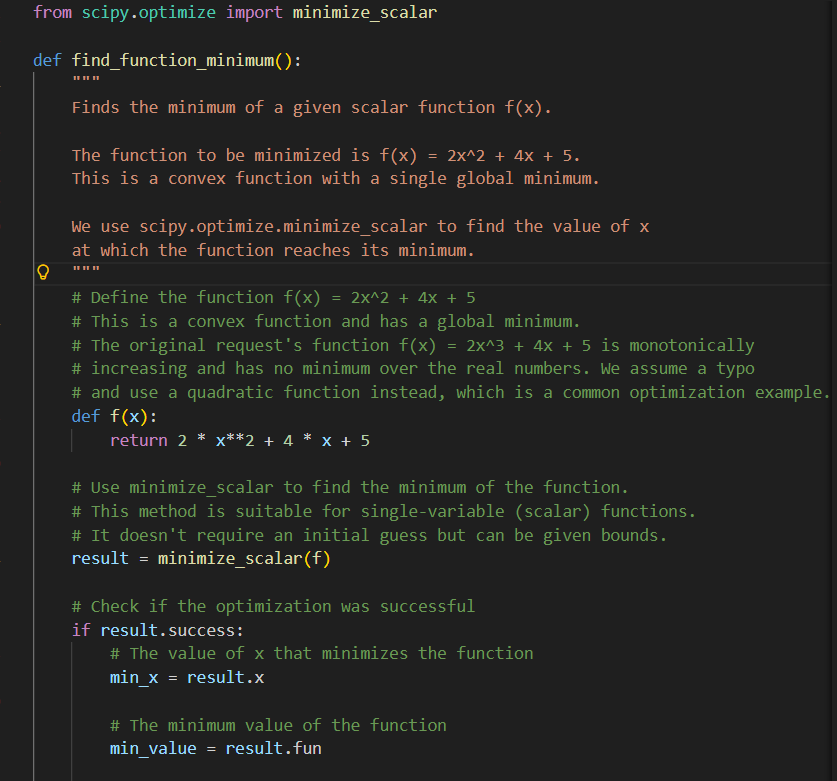 from scipy.optimize import minimize_scalar
def find_function_minimum():
"""
Finds the minimum of a given scalar function f(x).
The function to be minimized is f(x) = 2x^2 + 4x + 5.
This is a convex function with a single global minimum.
We use scipy.optimize.minimize_scalar to find the value of x
at which the function reaches its minimum.
"""
# Define the function f(x) = 2x^2 + 4x + 5
# This is a convex function and has a global minimum.
# The original request's function f(x) = 2x^3 + 4x + 5 is monotonically
# increasing and has no minimum over the real numbers. We assume a typo
# and use a quadratic function instead, which is a common optimization example.
def f(x):
return 2 * x**2 + 4 * x + 5
# Use minimize_scalar to find the minimum of the function.
# This method is suitable for single-variable (scalar) functions.
# It doesn't require an initial guess but can be given bounds.
result = minimize_scalar(f)
# Check if the optimization was successful
if result.success:
# The value of x that minimizes the function
min_x = result.x
# The minimum value of the function
min_value = result.fun